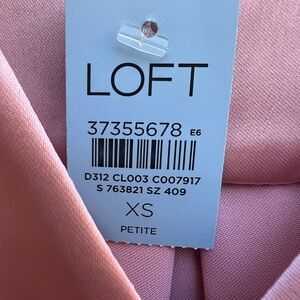 LOFT
37355678 E6
D312 CL003 C007917
S 763821 SZ 409
XS
PETITE